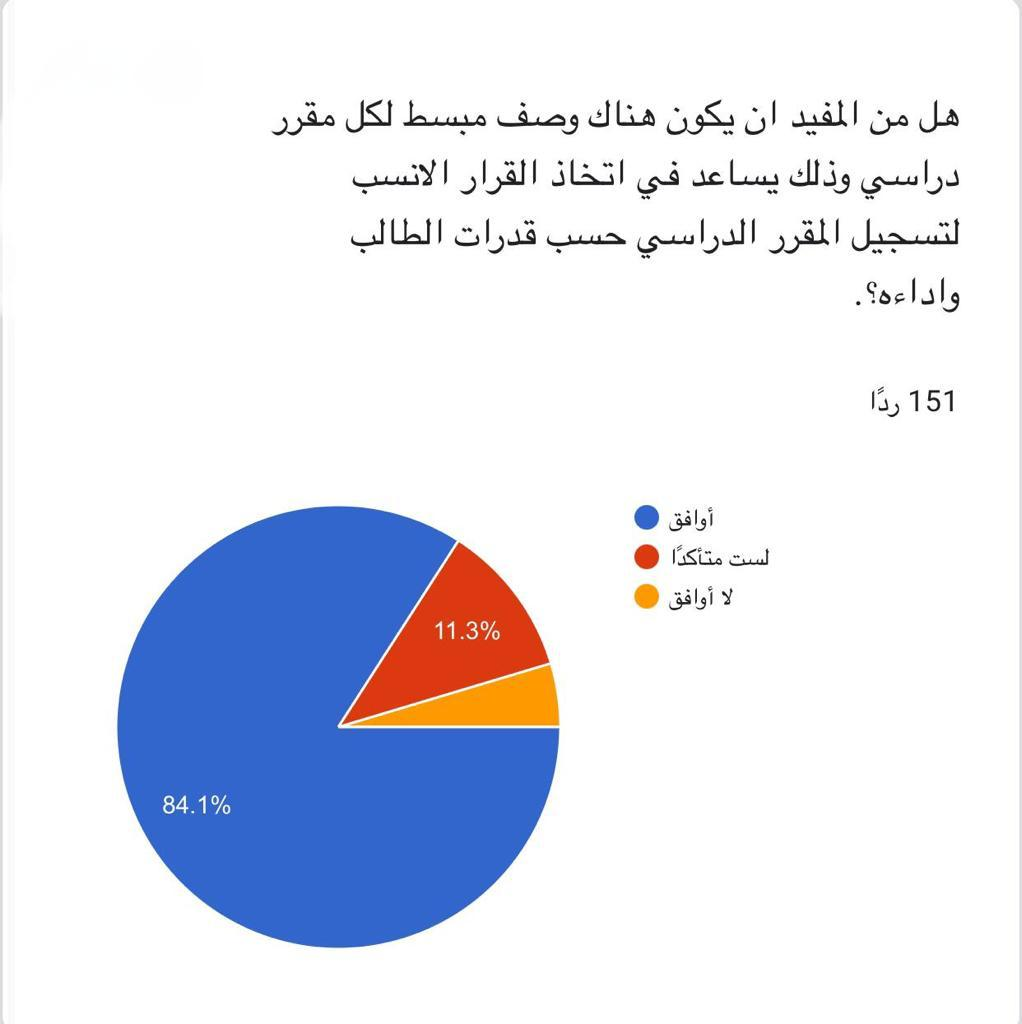 هل من المفيد ان يكون هناك وصف مبسط لكل مقرر
دراسي وذلك يساعد في اتخاذ القرار الانسب
لتسجيل المقرر الدراسي حسب قدرات الطالب
واداءه؟.
151 ردًا
أوافق
لست متأكدًا
لا أوافق
11.3%
84.1%